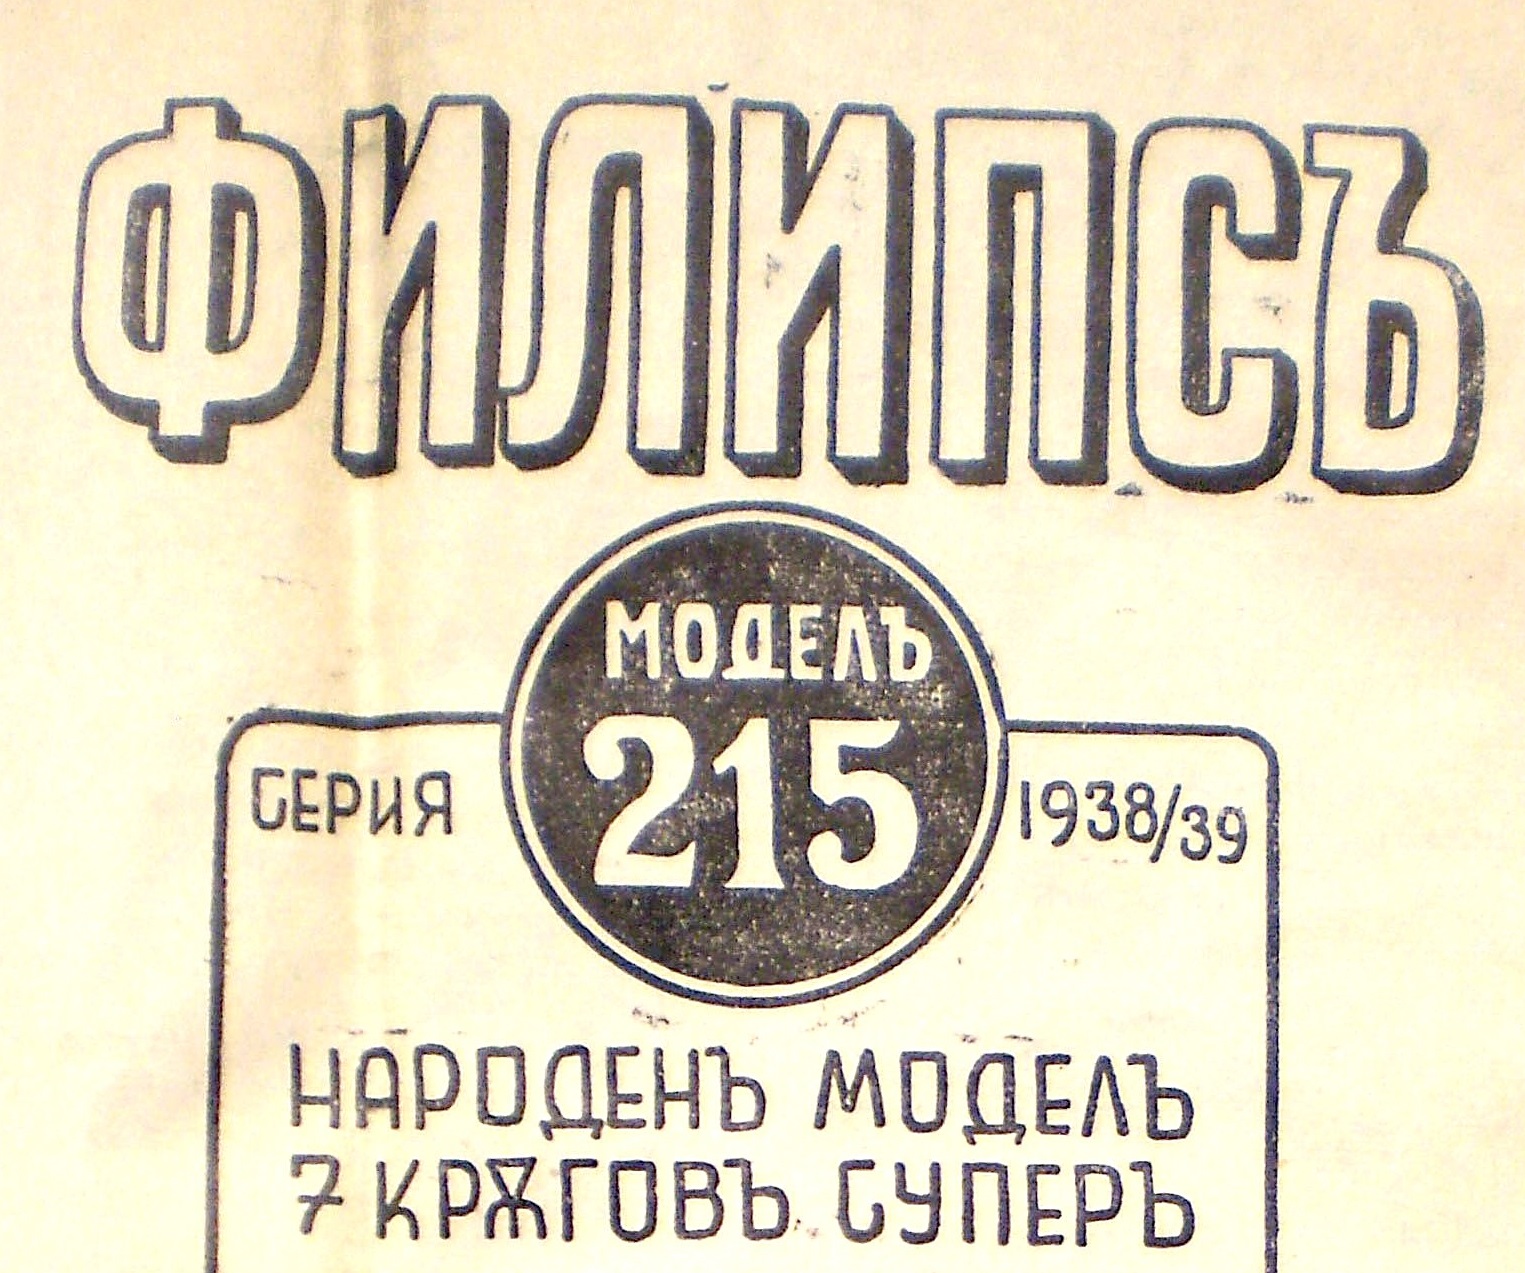 ФИЛИПСЪ
МОДЕЛЪ
215
СЕРИЯ 1938/39
НАРОДЕНЪ МОДЕЛЪ
7 КРѪГОВЪ СУПЕРЪ